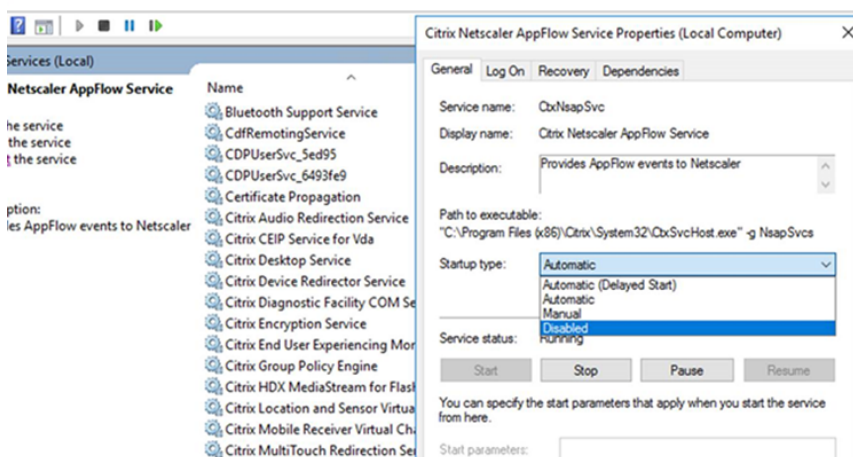 Services (Local)
Netscaler AppFlow Service
he service
the service
the service
ption:
les AppFlow events to Netscaler
Name
Bluetooth Support Service
CdfRemotingService
CDPUserSvc_5ed95
CDPUserSvc_6493fe9
Certificate Propagation
Citrix Audio Redirection Service
Citrix CEIP Service for Vda
Citrix Desktop Service
Citrix Device Redirector Service
Citrix Diagnostic Facility COM Se
Citrix Encryption Service
Citrix End User Experiencing Mor
Citrix Group Policy Engine
Citrix HDX MediaStream for Flash
Citrix Location and Sensor Virtua
Citrix Mobile Receiver Virtual Ch
Citrix MultiTouch Redirection Se
Citrix Netscaler AppFlow Service Properties (Local Computer)
General Log On Recovery Dependencies
Service name: CtxNsapSvc
Display name: Citrix Netscaler AppFlow Service
Description: Provides AppFlow events to Netscaler
Path to executable:
"C:\Program Files (x86)\Citrix\System32\CtxSvcHost.exe" -g NsapSvcs
Startup type: Automatic
Automatic (Delayed Start)
Automatic
Manual
Disabled
Service status: Running
Start Stop Pause Resume
You can specify the start parameters that apply when you start the service
from here.
Start parameters: